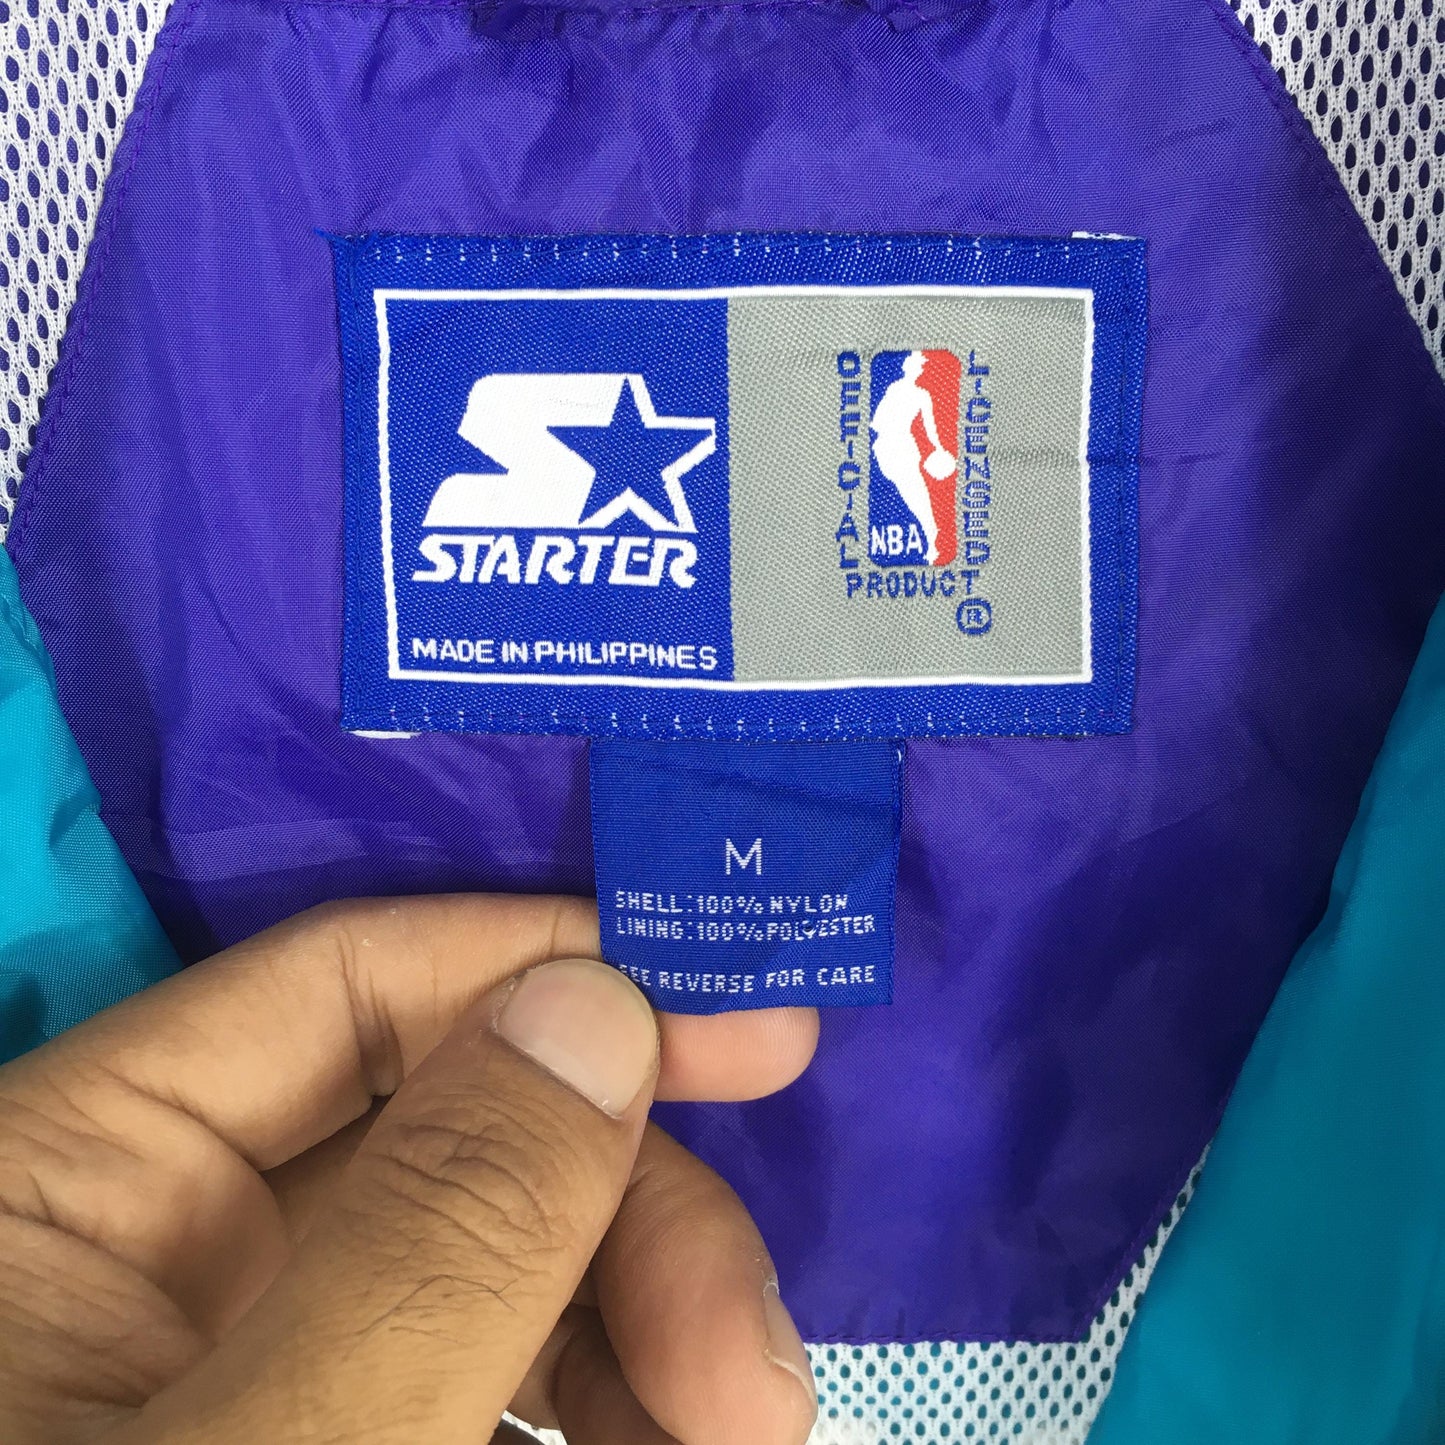 STARTER
MADE IN PHILIPPINES
OFFICIAL
LICENSED
NBA
PRODUCT
®
M
SHELL:100% NYLON
LINING:100% POLYESTER
SEE REVERSE FOR CARE